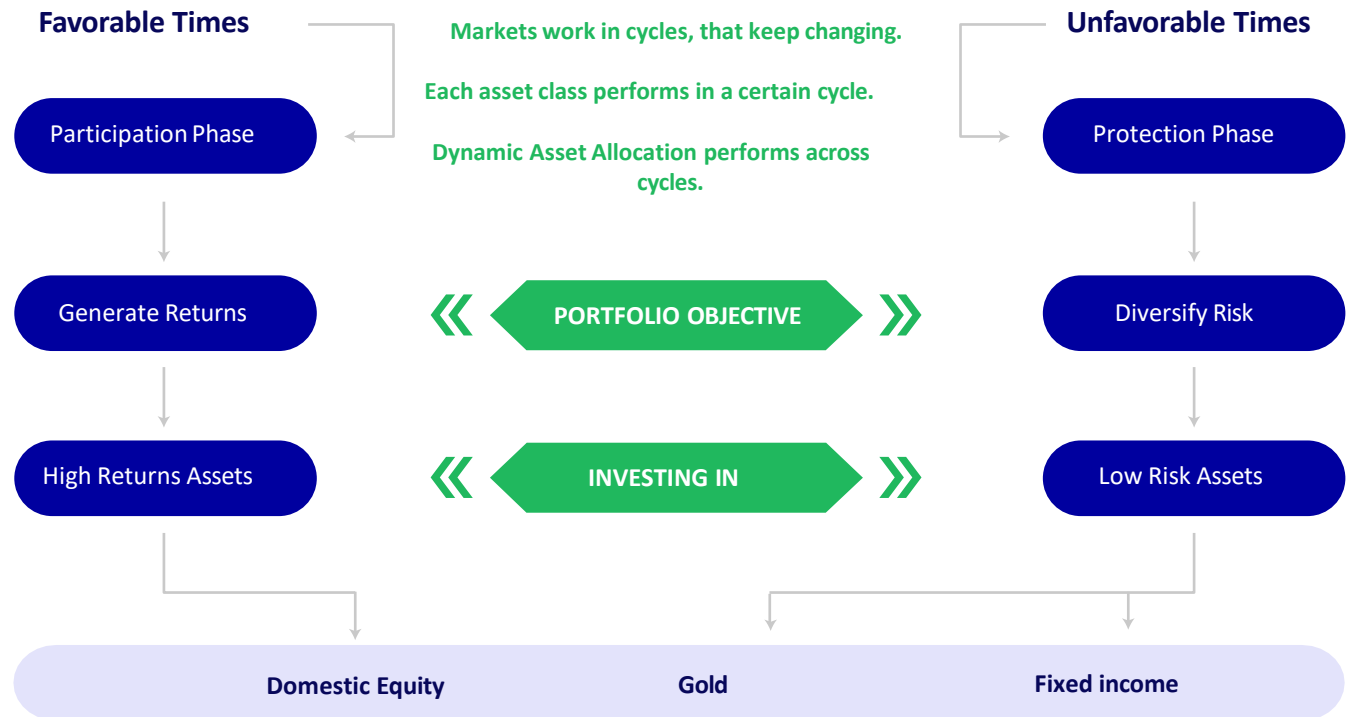 Favorable Times
Markets work in cycles, that keep changing.
Unfavorable Times
Each asset class performs in a certain cycle.
Participation Phase
Protection Phase
Dynamic Asset Allocation performs across
cycles.
Generate Returns
PORTFOLIO OBJECTIVE
Diversify Risk
High Returns Assets
INVESTING IN
Low Risk Assets
Domestic Equity
Gold
Fixed income